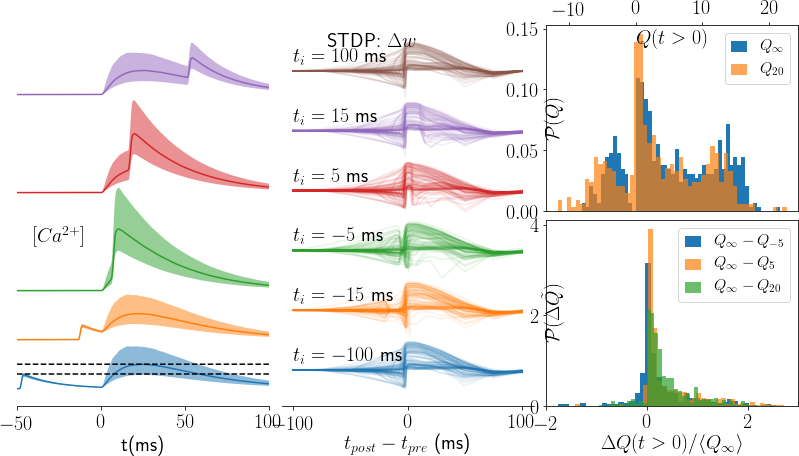 −10 0 10 20
STDP: Δw
Q(t > 0)
0.15
0.10
0.05
0.00
P(Q)
Q∞
Q₂₀
t_i = 100 ms
t_i = 15 ms
t_i = 5 ms
t_i = −5 ms
t_i = −15 ms
t_i = −100 ms
[Ca²⁺]
4
2
0
P(ΔQ̃)
Q∞ − Q₋₅
Q∞ − Q₅
Q∞ − Q₂₀
−50 0 50 100
t(ms)
−100 0 100
t_post − t_pre (ms)
−2 0 2
ΔQ(t > 0)/⟨Q∞⟩